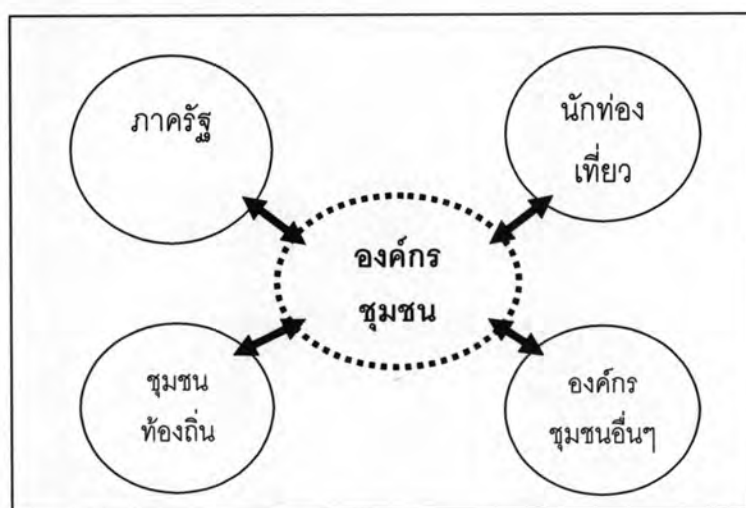 ภาครัฐ
นักท่อง
เที่ยว
องค์กร
ชุมชน
ชุมชน
ท้องถิ่น
องค์กร
ชุมชนอื่นๆ